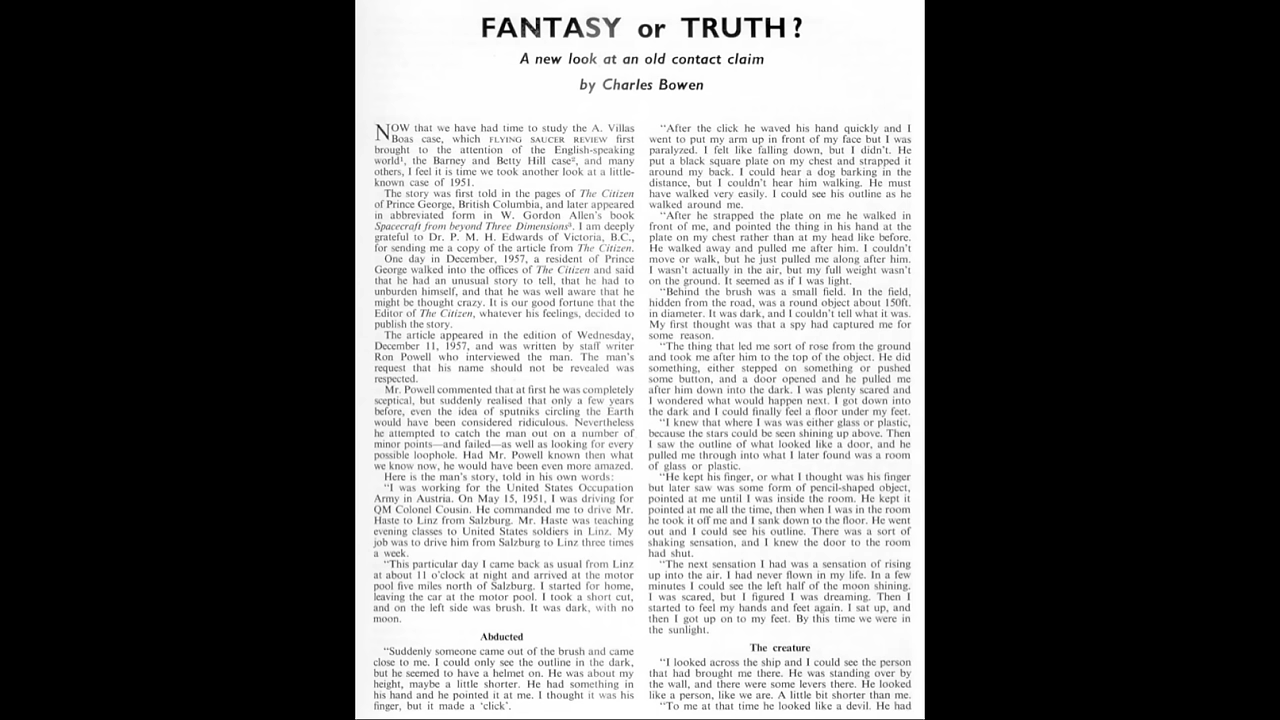 FANTASY or TRUTH?
A new look at an old contact claim
by Charles Bowen
NOW that we have had time to study the A. Villas
Boas case, which FLYING SAUCER REVIEW first
brought to the attention of the English-speaking
world¹, the Barney and Betty Hill case², and many
others, I feel it is time we took another look at a little-
known case of 1951.
The story was first told in the pages of The Citizen
of Prince George, British Columbia, and later appeared
in abbreviated form in W. Gordon Allen's book
Spacecraft from beyond Three Dimensions³. I am deeply
grateful to Dr. P. M. H. Edwards of Victoria, B.C.,
for sending me a copy of the article from The Citizen.
One day in December, 1957, a resident of Prince
George walked into the offices of The Citizen and said
that he had an unusual story to tell, that he had to
unburden himself, and that he was well aware that he
might be thought crazy. It is our good fortune that the
Editor of The Citizen, whatever his feelings, decided to
publish the story.
The article appeared in the edition of Wednesday,
December 11, 1957, and was written by staff writer
Ron Powell who interviewed the man. The man's
request that his name should not be revealed was
respected.
Mr. Powell commented that at first he was completely
sceptical, but suddenly realised that only a few years
before, even the idea of sputniks circling the Earth
would have been considered ridiculous. Nevertheless
he attempted to catch the man out on a number of
minor points—and failed—as well as looking for every
possible loophole. Had Mr. Powell known then what
we know now, he would have been even more amazed.
Here is the man's story, told in his own words:
"I was working for the United States Occupation
Army in Austria. On May 15, 1951, I was driving for
QM Colonel Cousin. He commanded me to drive Mr.
Haste to Linz from Salzburg. Mr. Haste was teaching
evening classes to United States soldiers in Linz. My
job was to drive him from Salzburg to Linz three times
a week.
"This particular day I came back as usual from Linz
at about 11 o'clock at night and arrived at the motor
pool five miles north of Salzburg. I started for home,
leaving the car at the motor pool. I took a short cut,
and on the left side was brush. It was dark, with no
moon.
Abducted
"Suddenly someone came out of the brush and came
close to me. I could only see the outline in the dark,
but he seemed to have a helmet on. He was about my
height, maybe a little shorter. He had something in
his hand and he pointed it at me. I thought it was his
finger, but it made a 'click'.
"After the click he waved his hand quickly and I
went to put my arm up in front of my face but I was
paralyzed. I felt like falling down, but I didn't. He
put a black square plate on my chest and strapped it
around my back. I could hear a dog barking in the
distance, but I couldn't hear him walking. He must
have walked very easily. I could see his outline as he
walked around me.
"After he strapped the plate on me he walked in
front of me, and pointed the thing in his hand at the
plate on my chest rather than at my head like before.
He walked away and pulled me after him. I couldn't
move or walk, but he just pulled me along after him.
I wasn't actually in the air, but my full weight wasn't
on the ground. It seemed as if I was light.
"Behind the brush was a small field. In the field,
hidden from the road, was a round object about 150ft.
in diameter. It was dark, and I couldn't tell what it was.
My first thought was that a spy had captured me for
some reason.
"The thing that led me sort of rose from the ground
and took me after him to the top of the object. He did
something, either stepped on something or pushed
some button, and a door opened and he pulled me
after him down into the dark. I was plenty scared and
I wondered what would happen next. I got down into
the dark and I could finally feel a floor under my feet.
"I knew that where I was was either glass or plastic,
because the stars could be seen shining up above. Then
I saw the outline of what looked like a door, and he
pulled me through into what I later found was a room
of glass or plastic.
"He kept his finger, or what I thought was his finger
but later saw was some form of pencil-shaped object,
pointed at me until I was inside the room. He kept it
pointed at me all the time, then when I was in the room
he took it off me and I sank down to the floor. He went
out and I could see his outline. There was a sort of
shaking sensation, and I knew the door to the room
had shut.
"The next sensation I had was a sensation of rising
up into the air. I had never flown in my life. In a few
minutes I could see the left half of the moon shining.
I was scared, but I figured I was dreaming. Then I
started to feel my hands and feet again. I sat up, and
then I got up on to my feet. By this time we were in
the sunlight.
The creature
"I looked across the ship and I could see the person
that had brought me there. He was standing over by
the wall, and there were some levers there. He looked
like a person, like we are. A little bit shorter than me.
"To me at that time he looked like a devil. He had